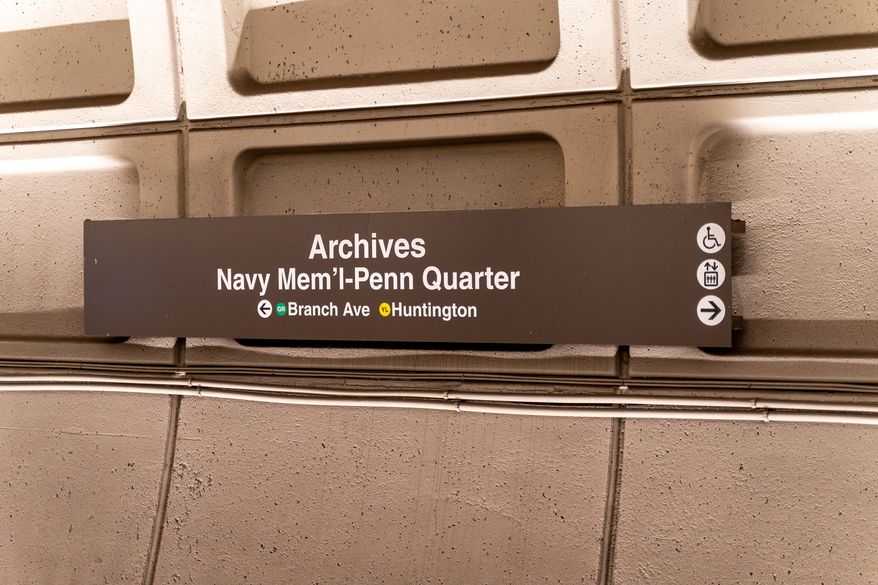 Archives
Navy Mem'l-Penn Quarter
GR Branch Ave YL Huntington